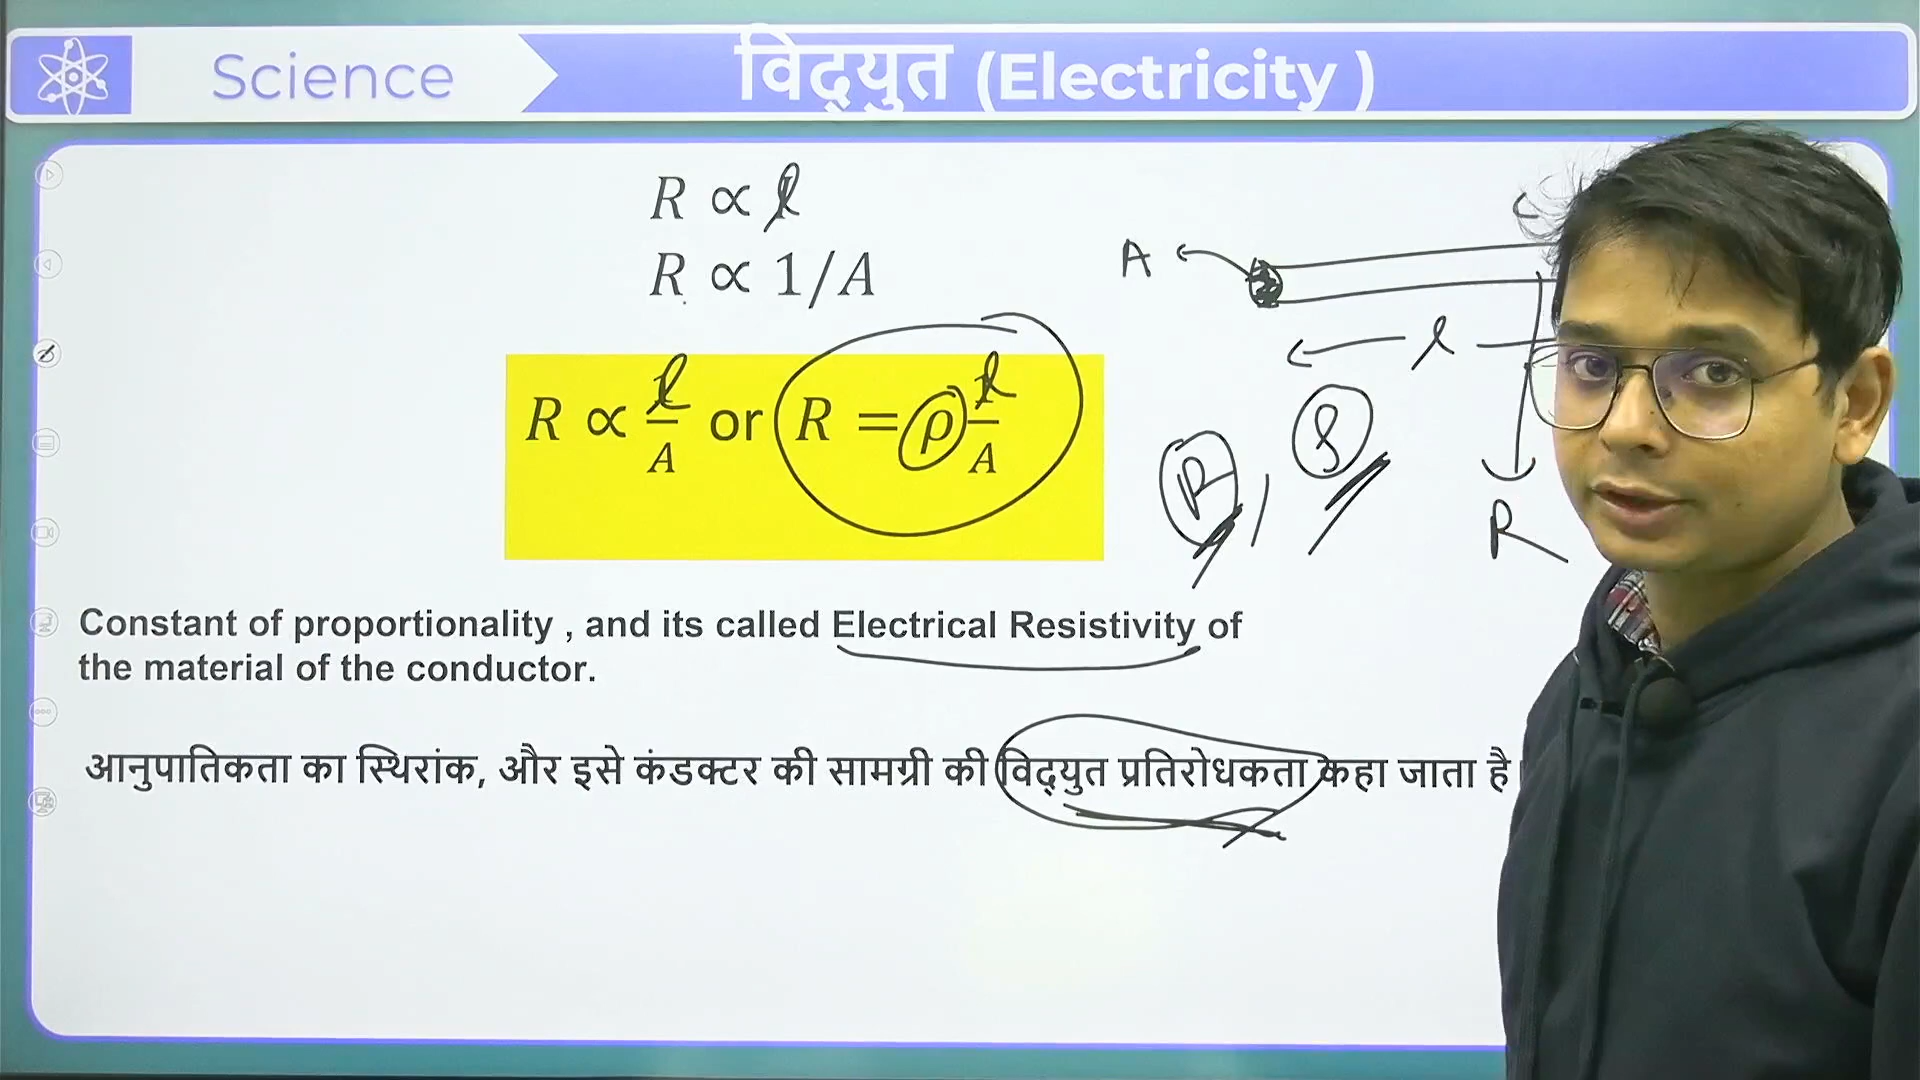 Science
विद्युत (Electricity )
R ∝ l
R ∝ 1/A
A
l
R ∝ l/A or R = ρ l/A
R, ρ
R
Constant of proportionality , and its called Electrical Resistivity of
the material of the conductor.
आनुपातिकता का स्थिरांक, और इसे कंडक्टर की सामग्री की विद्युत प्रतिरोधकता कहा जाता है